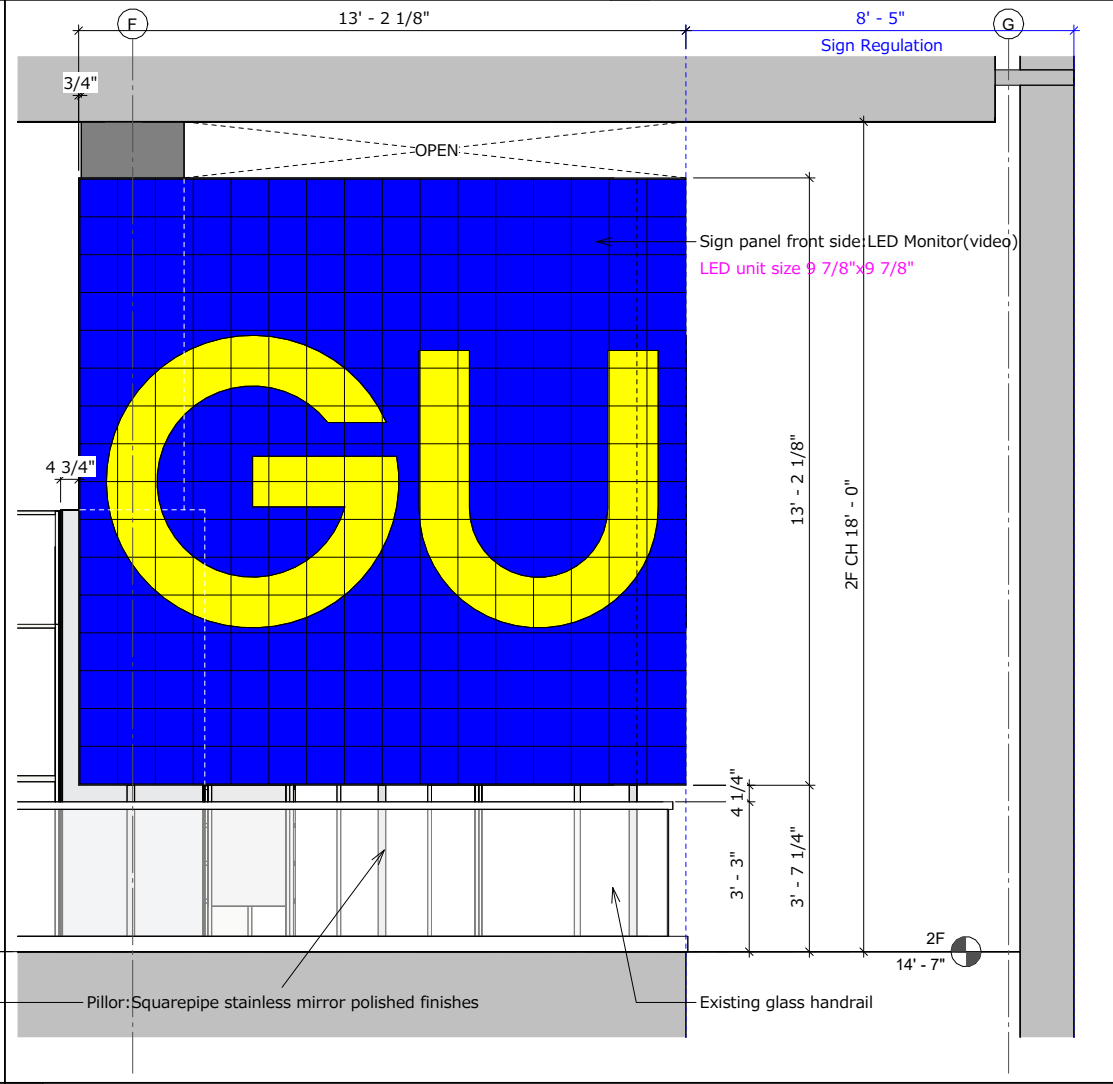 F
13' - 2 1/8"
8' - 5"
G
Sign Regulation
3/4"
OPEN
Sign panel front side:LED Monitor(video)
LED unit size 9 7/8"x9 7/8"
GU
4 3/4"
13' - 2 1/8"
2F CH 18' - 0"
4 1/4"
3' - 3"
3' - 7 1/4"
2F
14' - 7"
Pillor:Squarepipe stainless mirror polished finishes
Existing glass handrail